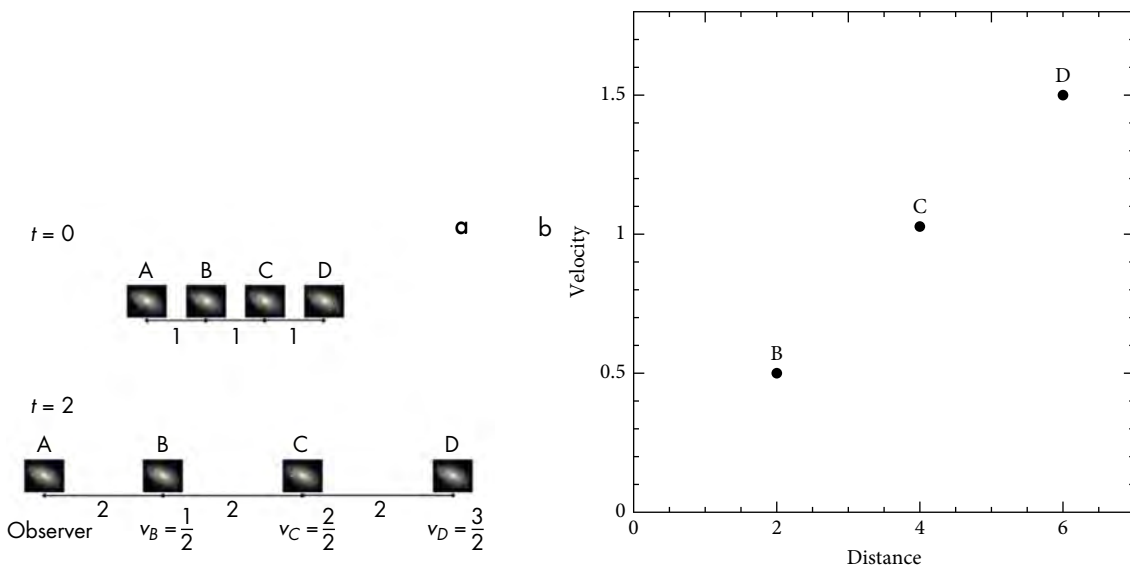 a
t = 0
A B C D
1 1 1
t = 2
A B C D
2 2 2
Observer v_B = 1/2 v_C = 2/2 v_D = 3/2
b
1.5
1
0.5
0
Velocity
D
C
B
0 2 4 6
Distance